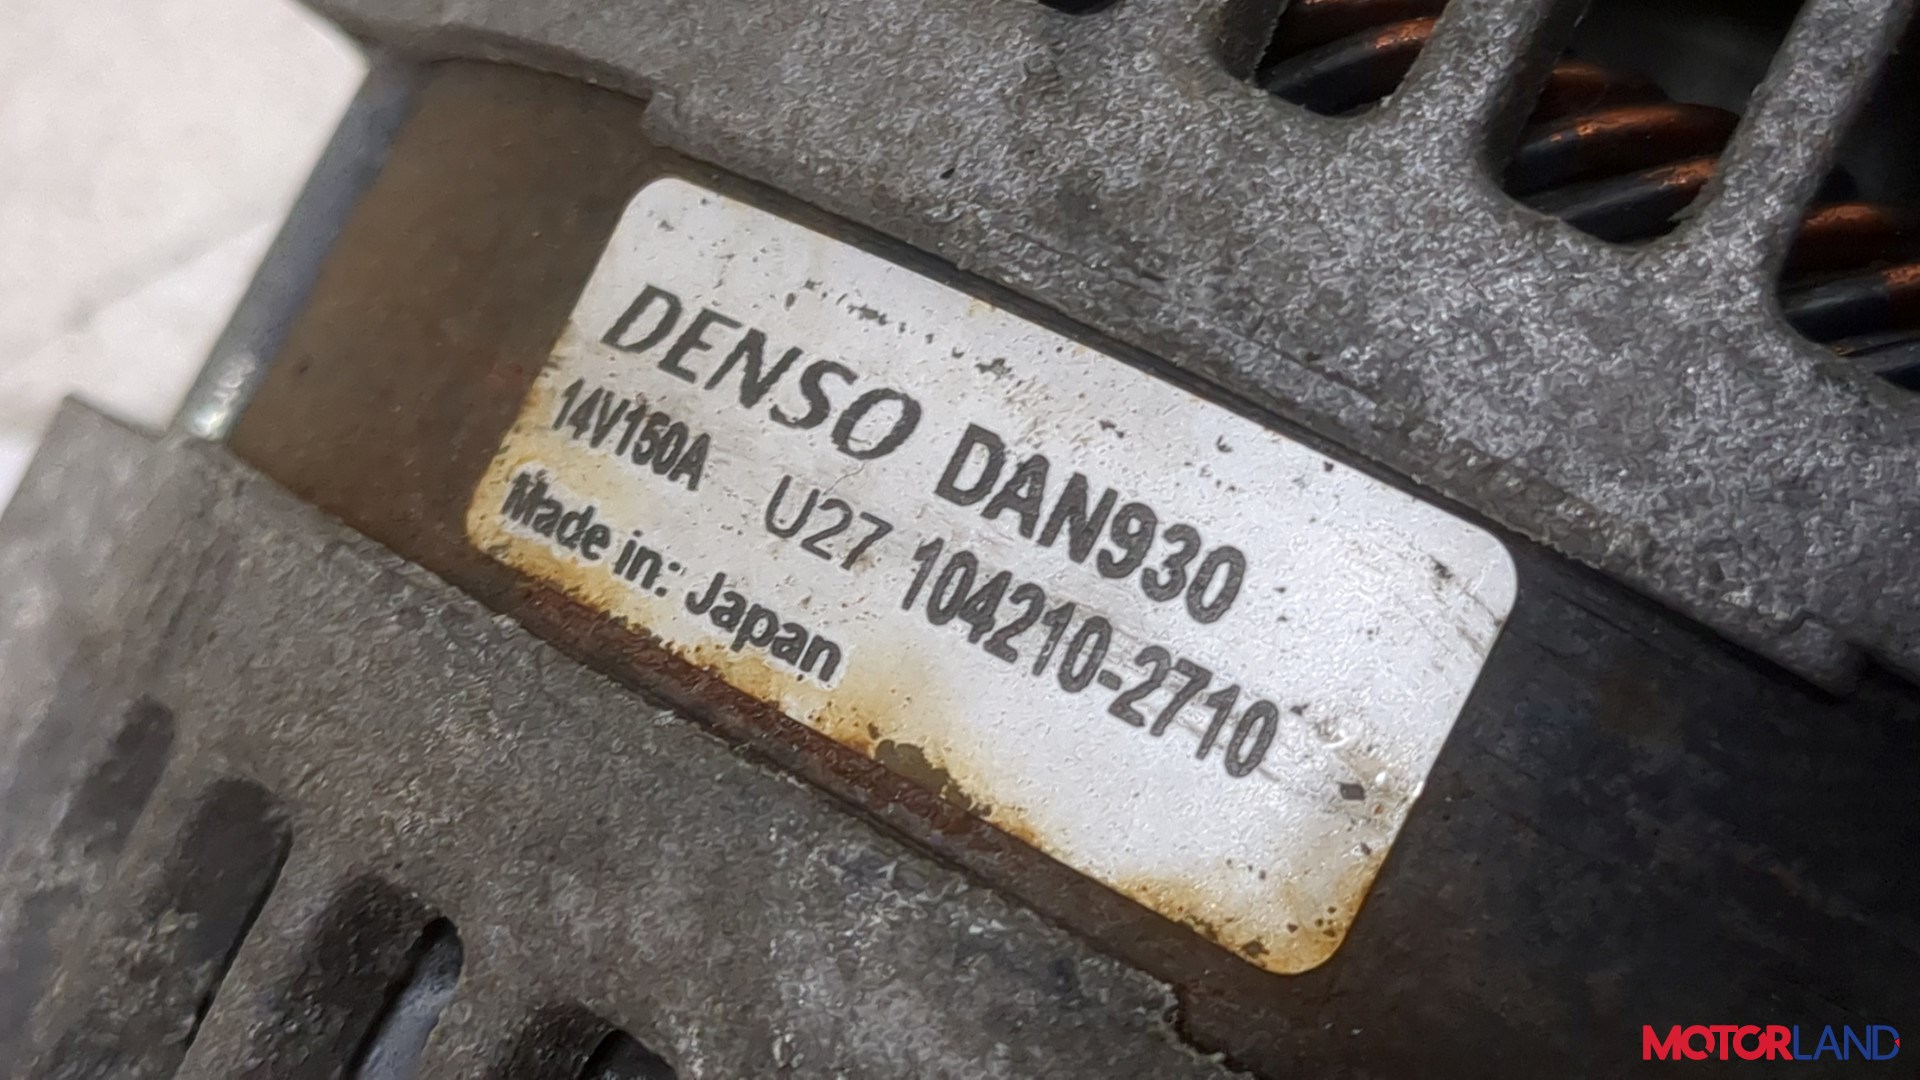 DENSO DAN930
14V150A U27 104210-2710
Made in: Japan
MOTORLAND